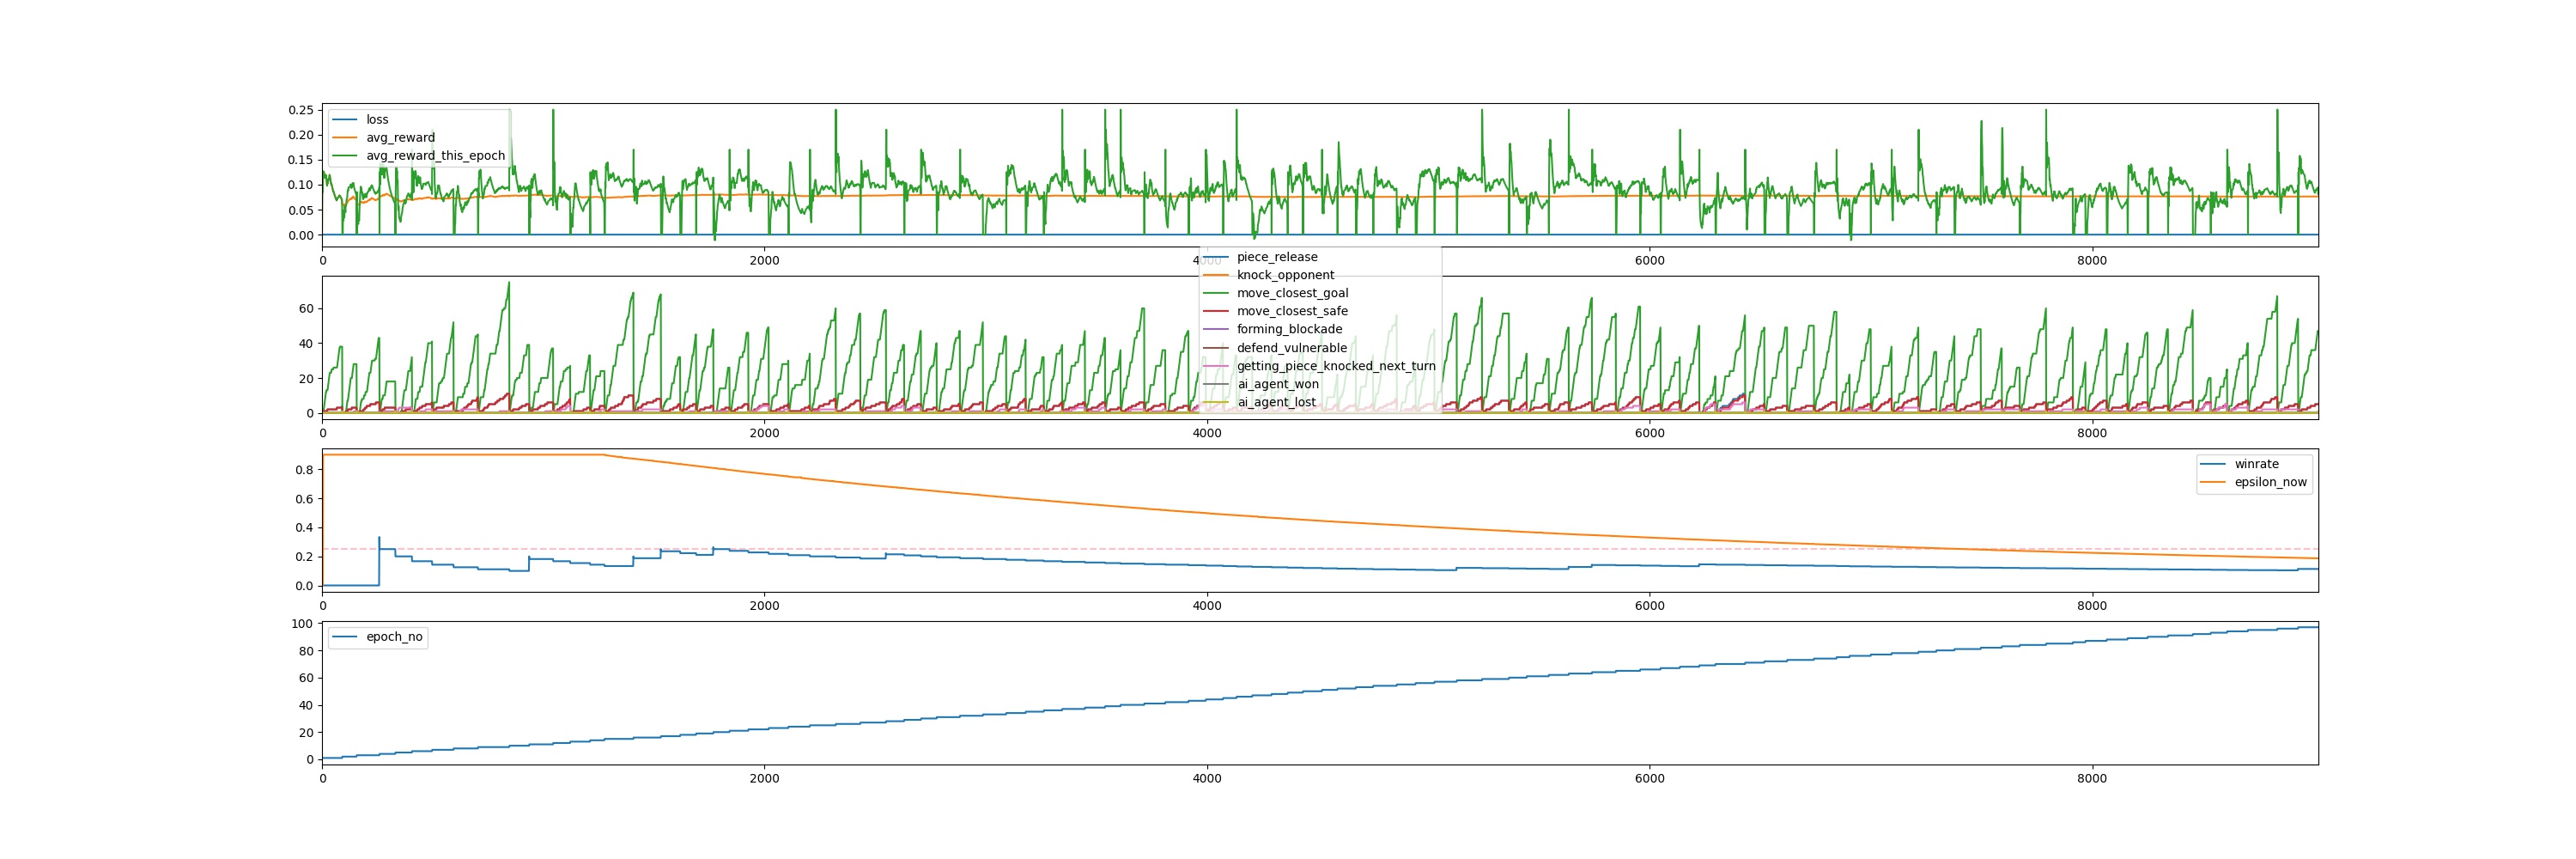 0.25
0.20
0.15
0.10
0.05
0.00
loss
avg_reward
avg_reward_this_epoch
0 2000 4000 6000 8000
60
40
20
0
piece_release
knock_opponent
move_closest_goal
move_closest_safe
forming_blockade
defend_vulnerable
getting_piece_knocked_next_turn
ai_agent_won
ai_agent_lost
0 2000 4000 6000 8000
0.8
0.6
0.4
0.2
0.0
winrate
epsilon_now
0 2000 4000 6000 8000
100
80
60
40
20
0
epoch_no
0 2000 4000 6000 8000